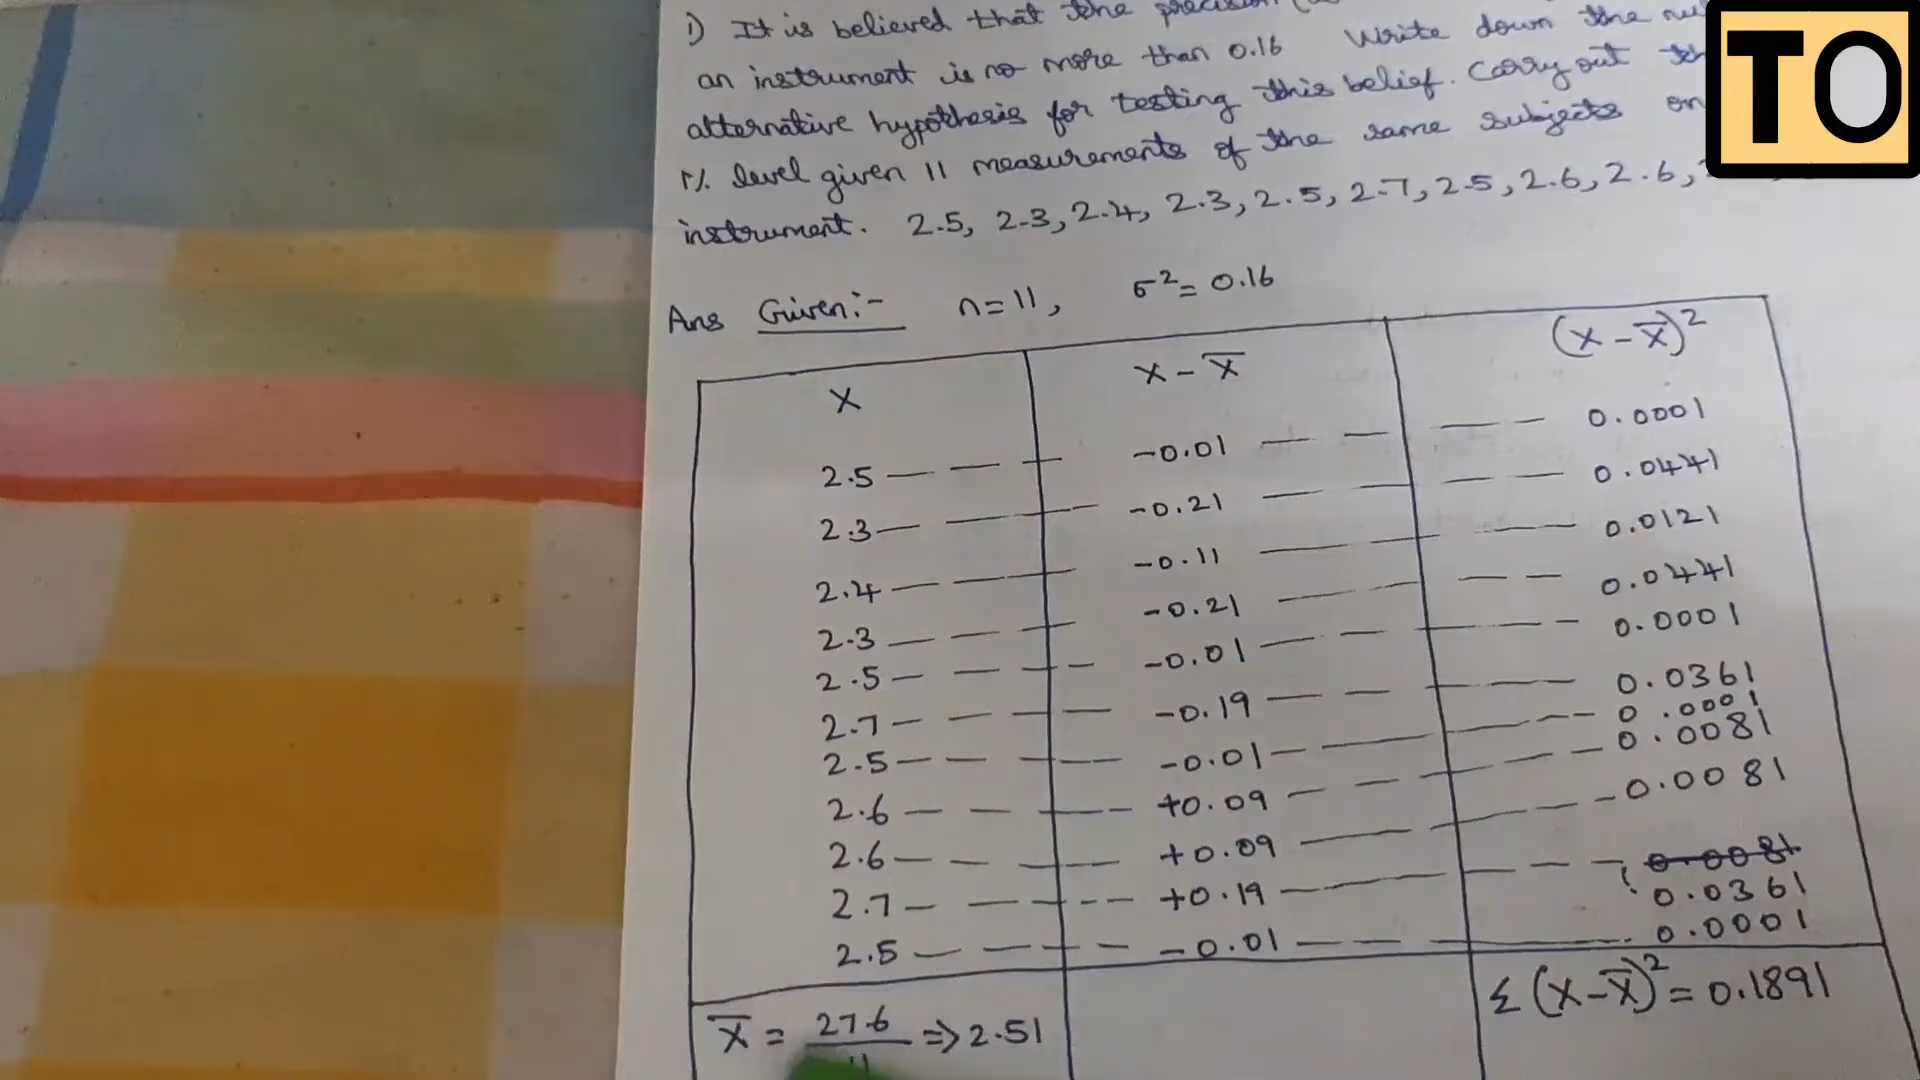 1) It is believed that the precision
an instrument is no more than 0.16 Write down the
alternative hypothesis for testing this belief. Carry out
1% level given 11 measurements of the same subjects on
instrument. 2.5, 2.3, 2.4, 2.3, 2.5, 2.7, 2.5, 2.6, 2.6,
TO
Ans Given:- n=11, σ²= 0.16
X X - X̅ (X - X̅)²
2.5 -0.01 0.0001
2.3 -0.21 0.0441
2.4 -0.11 0.0121
2.3 -0.21 0.0441
2.5 -0.01 0.0001
2.7 -0.19 0.0361
2.5 -0.01 0.0001
2.6 +0.09 0.0081
2.6 +0.09 0.0081
0.0081
2.7 +0.19 0.0361
2.5 -0.01 0.0001
X̅ = 27.6/11 => 2.51 Σ(X-X̅)² = 0.1891